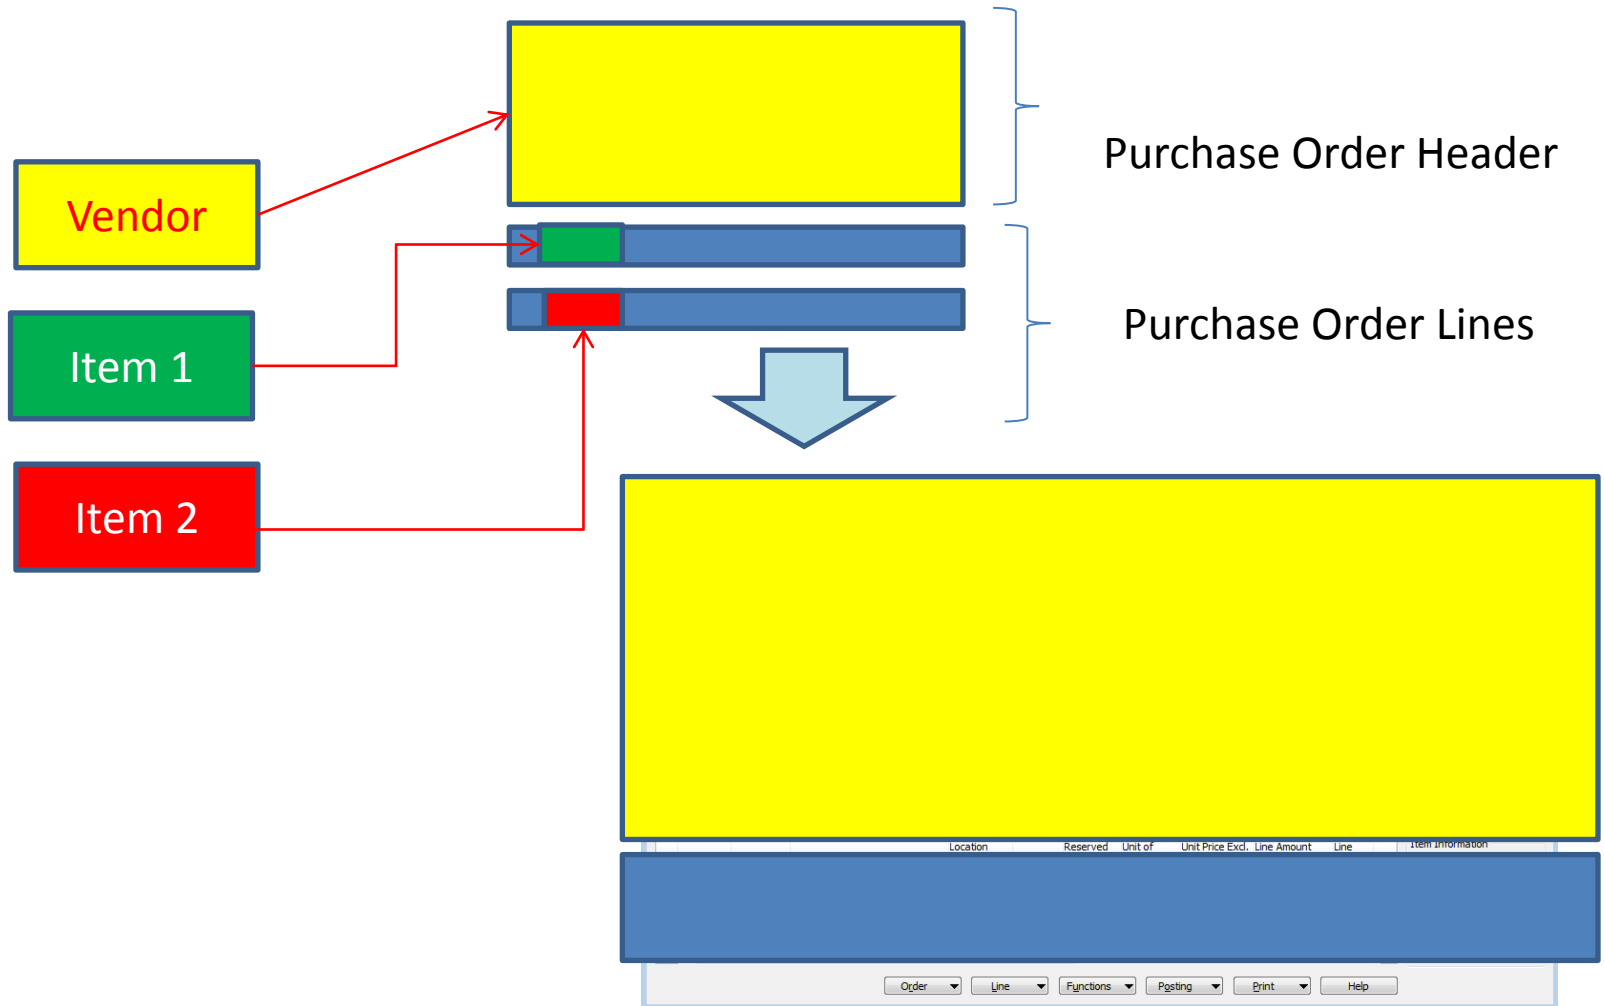 Purchase Order Header
Vendor
Purchase Order Lines
Item 1
Item 2
Location Reserved Unit of Unit Price Excl. Line Amount Line Item Information
Order Line Functions Posting Print Help